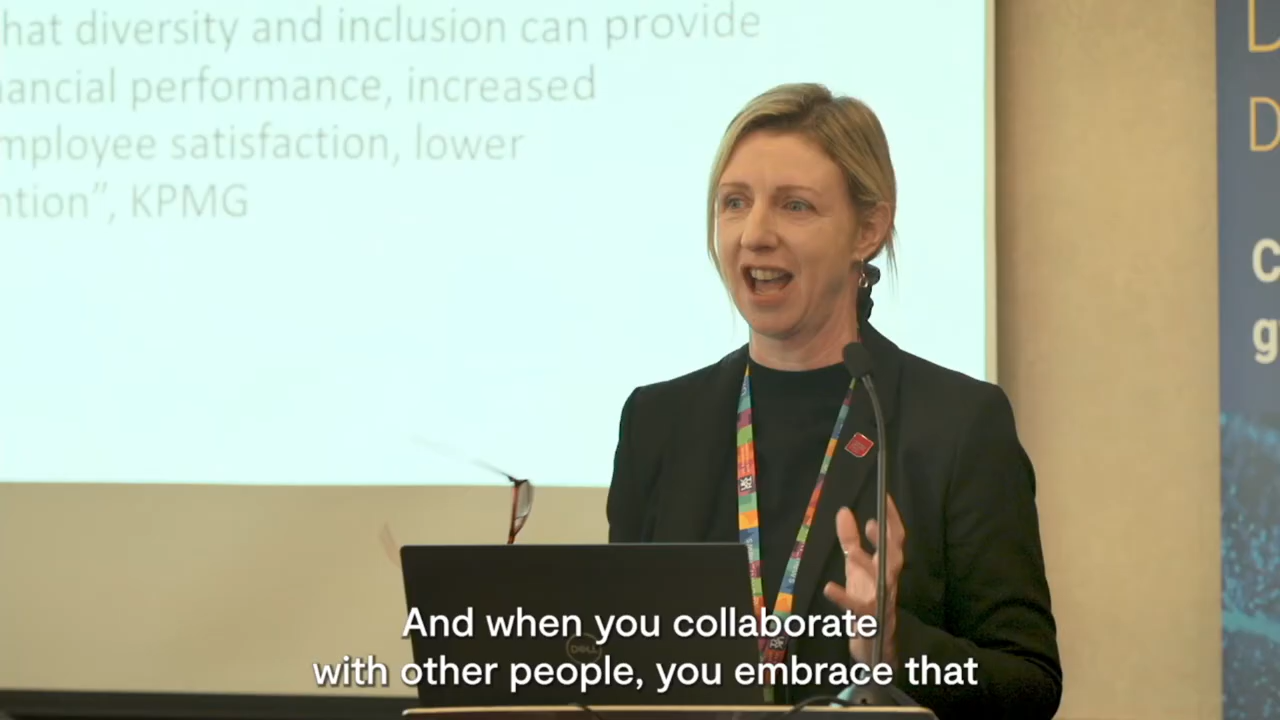 hat diversity and inclusion can provide
nancial performance, increased
mployee satisfaction, lower
ntion”, KPMG
D
D
C
g
DELL
And when you collaborate
with other people, you embrace that